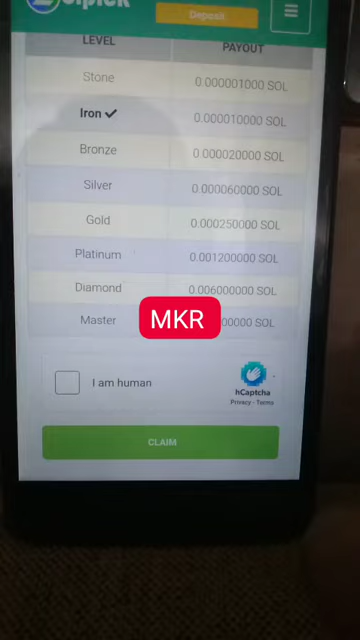 Deposit
LEVEL PAYOUT
Stone 0.000001000 SOL
Iron ✓ 0.000010000 SOL
Bronze 0.000020000 SOL
Silver 0.000060000 SOL
Gold 0.000250000 SOL
Platinum 0.001200000 SOL
Diamond 0.006000000 SOL
Master 00000 SOL
MKR
I am human
hCaptcha
Privacy - Terms
CLAIM